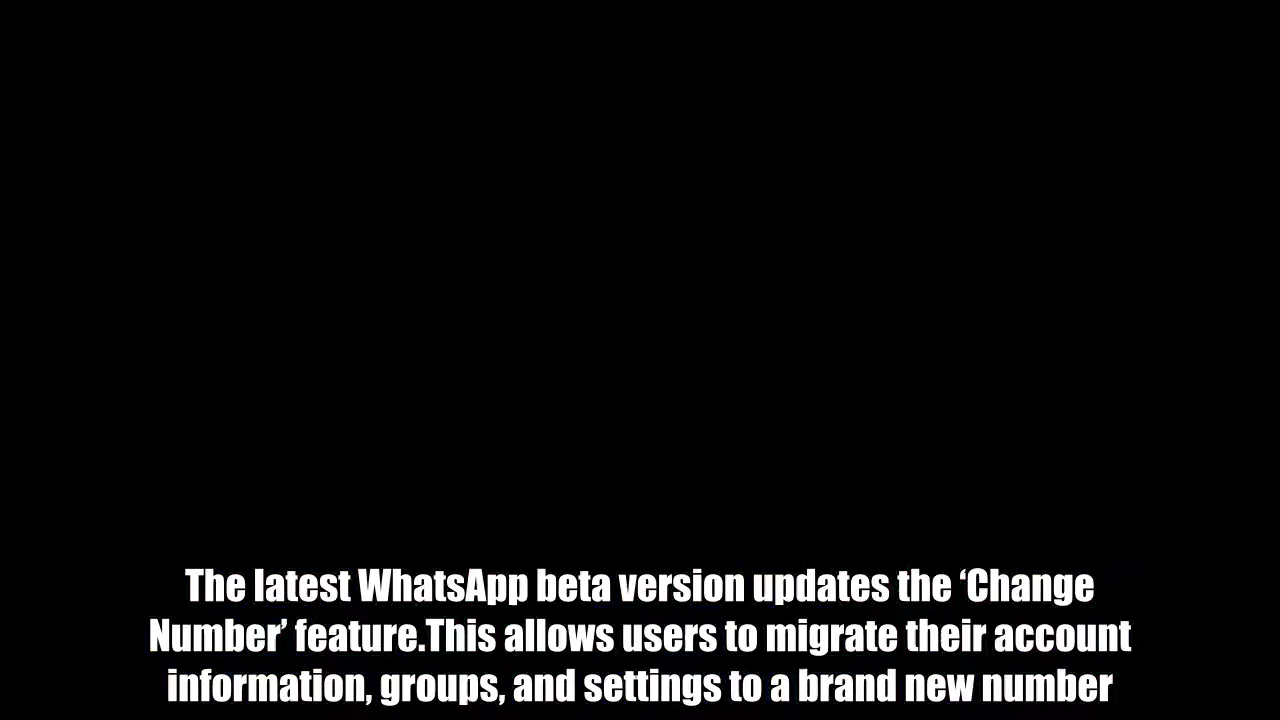 The latest WhatsApp beta version updates the ‘Change
Number’ feature.This allows users to migrate their account
information, groups, and settings to a brand new number